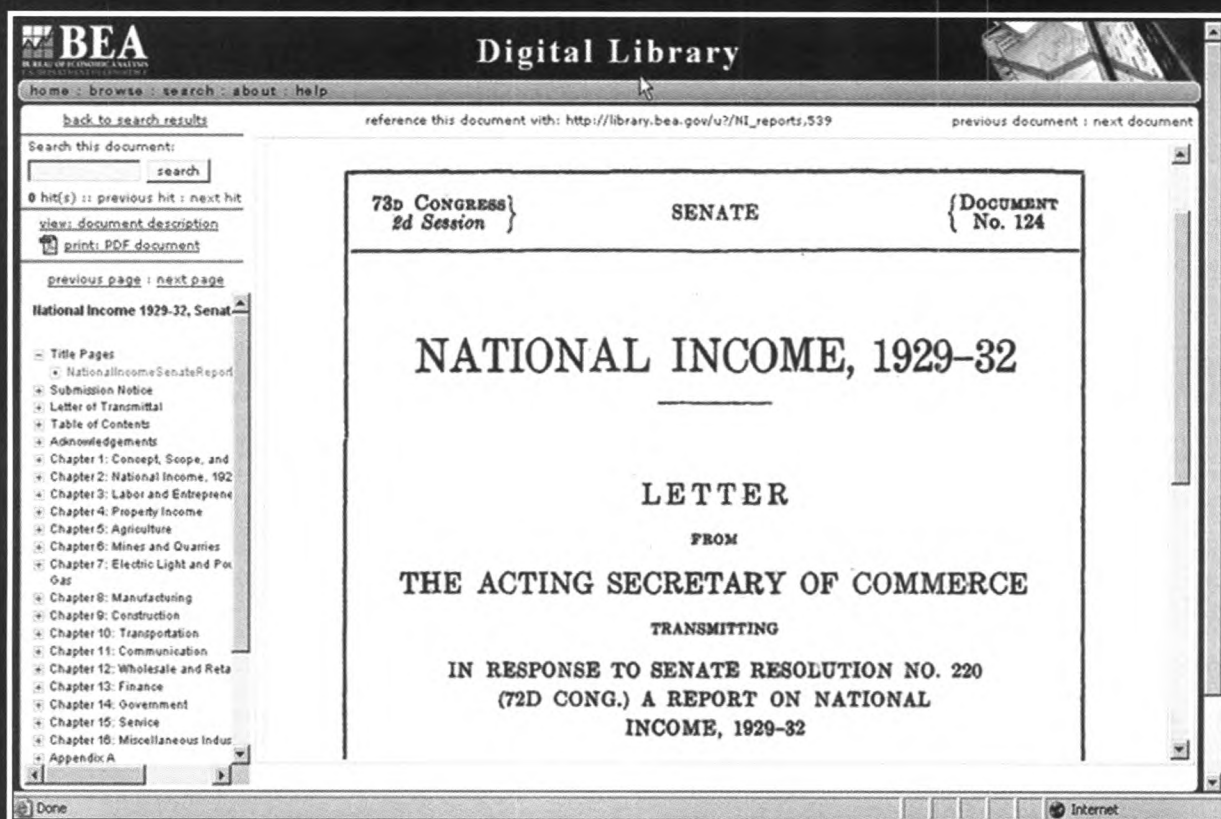 BEA
BUREAU OF ECONOMIC ANALYSIS
U.S. DEPARTMENT OF COMMERCE
Digital Library
home : browse : search : about : help
back to search results
reference this document with: http://library.bea.gov/u?/NI_reports,539
previous document : next document
Search this document:
search
0 hit(s) :: previous hit : next hit
view: document description
print: PDF document
previous page : next page
National Income 1929-32, Senat
Title Pages
NationalIncomeSenateReport
Submission Notice
Letter of Transmittal
Table of Contents
Acknowledgements
Chapter 1: Concept, Scope, and
Chapter 2: National Income, 192
Chapter 3: Labor and Entreprene
Chapter 4: Property Income
Chapter 5: Agriculture
Chapter 6: Mines and Quarries
Chapter 7: Electric Light and Po
Gas
Chapter 8: Manufacturing
Chapter 9: Construction
Chapter 10: Transportation
Chapter 11: Communication
Chapter 12: Wholesale and Reta
Chapter 13: Finance
Chapter 14: Government
Chapter 15: Service
Chapter 16: Miscellaneous Indus
Appendix A
73D CONGRESS
2d Session
SENATE
DOCUMENT
No. 124
NATIONAL INCOME, 1929-32
LETTER
FROM
THE ACTING SECRETARY OF COMMERCE
TRANSMITTING
IN RESPONSE TO SENATE RESOLUTION NO. 220
(72D CONG.) A REPORT ON NATIONAL
INCOME, 1929-32
Done
Internet